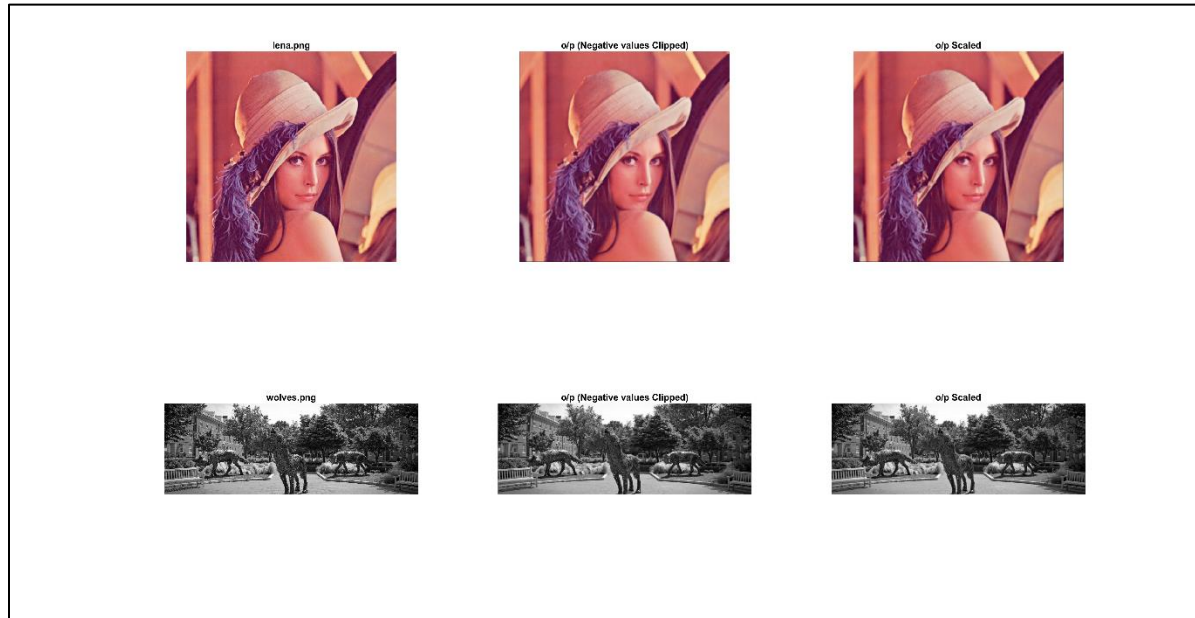 lena.png
o/p (Negative values Clipped)
o/p Scaled
wolves.png
o/p (Negative values Clipped)
o/p Scaled